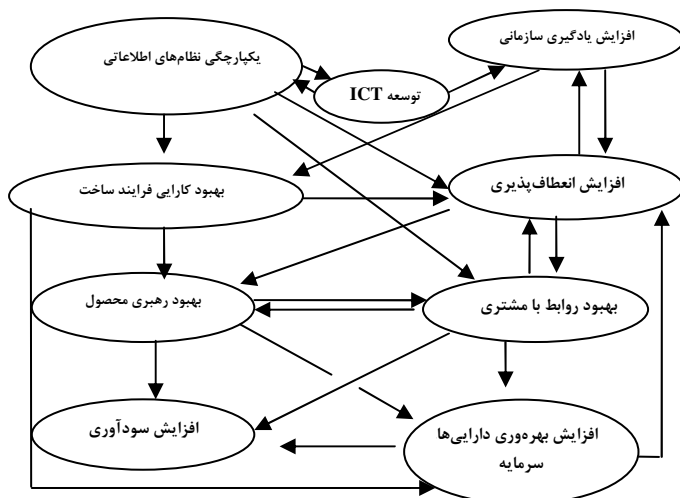 افزایش یادگیری سازمانی
یکپارچگی نظام‌های اطلاعاتی
توسعه ICT
افزایش انعطاف‌پذیری
بهبود کارایی فرایند ساخت
بهبود روابط با مشتری
بهبود رهبری محصول
افزایش بهره‌وری دارایی‌ها
سرمایه
افزایش سودآوری